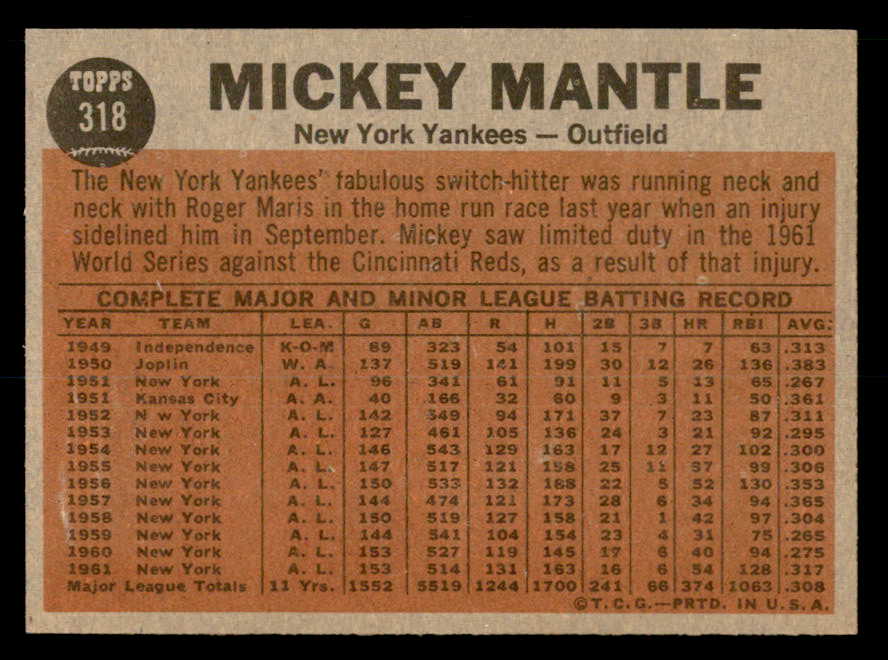 TOPPS
318
MICKEY MANTLE
New York Yankees — Outfield
The New York Yankees' fabulous switch-hitter was running neck and
neck with Roger Maris in the home run race last year when an injury
sidelined him in September. Mickey saw limited duty in the 1961
World Series against the Cincinnati Reds, as a result of that injury.
COMPLETE MAJOR AND MINOR LEAGUE BATTING RECORD
YEAR TEAM LEA. G AB R H 2B 3B HR RBI AVG.
1949 Independence K-O-M 89 323 54 101 15 7 7 63 .313
1950 Joplin W. A. 137 519 141 199 30 12 26 136 .383
1951 New York A. L. 96 341 61 91 11 5 13 65 .267
1951 Kansas City A. A. 40 166 32 60 9 3 11 50 .361
1952 N w York A. L. 142 549 94 171 37 7 23 87 .311
1953 New York A. L. 127 461 105 136 24 3 21 92 .295
1954 New York A. L. 146 543 129 163 17 12 27 102 .300
1955 New York A. L. 147 517 121 158 25 11 37 99 .306
1956 New York A. L. 150 533 132 188 22 5 52 130 .353
1957 New York A. L. 144 474 121 173 28 6 34 94 .365
1958 New York A. L. 150 519 127 158 21 1 42 97 .304
1959 New York A. L. 144 541 104 154 23 4 31 75 .265
1960 New York A. L. 153 527 119 145 17 6 40 94 .275
1961 New York A. L. 153 514 131 163 16 6 54 128 .317
Major League Totals 11 Yrs. 1552 5519 1244 1700 241 66 374 1063 .308
©T.C.G.—PRTD. IN U.S.A.